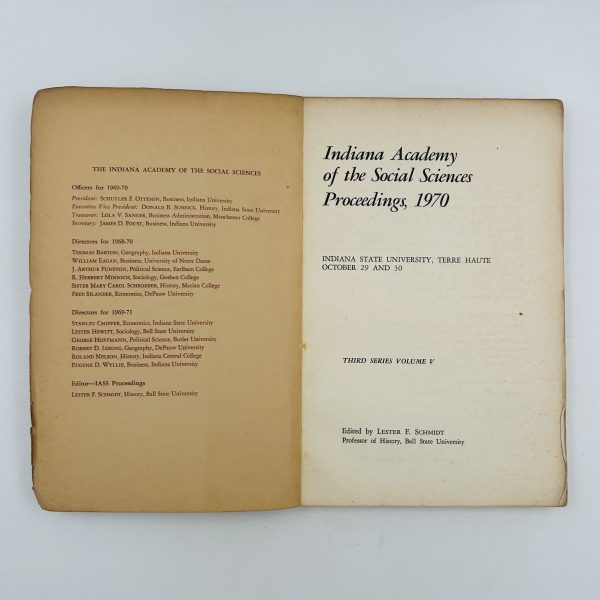 THE INDIANA ACADEMY OF THE SOCIAL SCIENCES
Officers for 1969-70
President: SCHUYLER F. OTTESON, Business, Indiana University
Executive Vice President: DONALD B. SCHEICK, History, Indiana State University
Treasurer: LOLA V. SANGER, Business Administration, Manchester College
Secretary: JAMES D. FOUST, Business, Indiana University
Directors for 1968-70
THOMAS BARTON, Geography, Indiana University
WILLIAM EAGAN, Business, University of Notre Dame
J. ARTHUR FUNSTON, Political Science, Earlham College
R. HERBERT MINNICH, Sociology, Goshen College
SISTER MARY CAROL SCHROEDER, History, Marian College
FRED SILANDER, Economics, DePauw University
Directors for 1969-71
STANLEY CHIPPER, Economics, Indiana State University
LESTER HEWITT, Sociology, Ball State University
GEORGE HOFFMANN, Political Science, Butler University
ROBERT D. LORING, Geography, DePauw University
ROLAND NELSON, History, Indiana Central College
EUGENE D. WYLLIE, Business, Indiana University
Editor—IASS Proceedings
LESTER F. SCHMIDT, History, Ball State University
Indiana Academy
of the Social Sciences
Proceedings, 1970
INDIANA STATE UNIVERSITY, TERRE HAUTE
OCTOBER 29 AND 30
THIRD SERIES VOLUME V
Edited by LESTER F. SCHMIDT
Professor of History, Ball State University